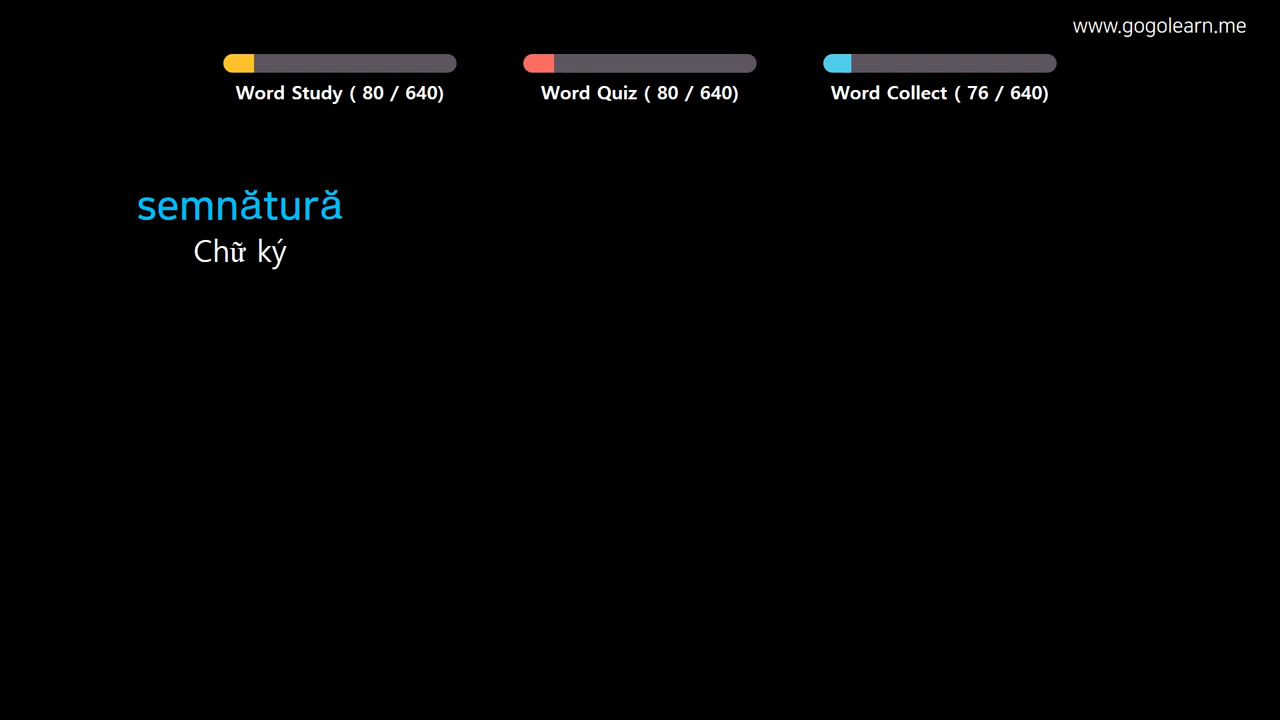 www.gogolearn.me
Word Study ( 80 / 640)
Word Quiz ( 80 / 640)
Word Collect ( 76 / 640)
semnătură
Chữ ký